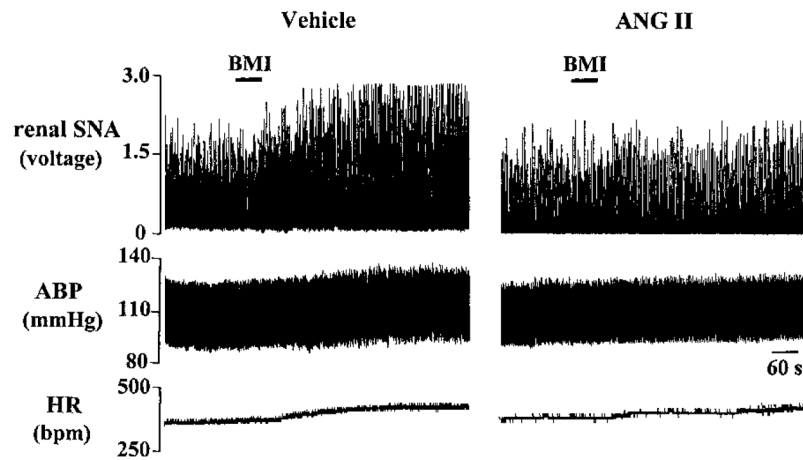 Vehicle ANG II
BMI BMI
3.0
renal SNA
(voltage)
1.5
0
140
ABP
(mmHg)
110
80
60 s
500
HR
(bpm)
250